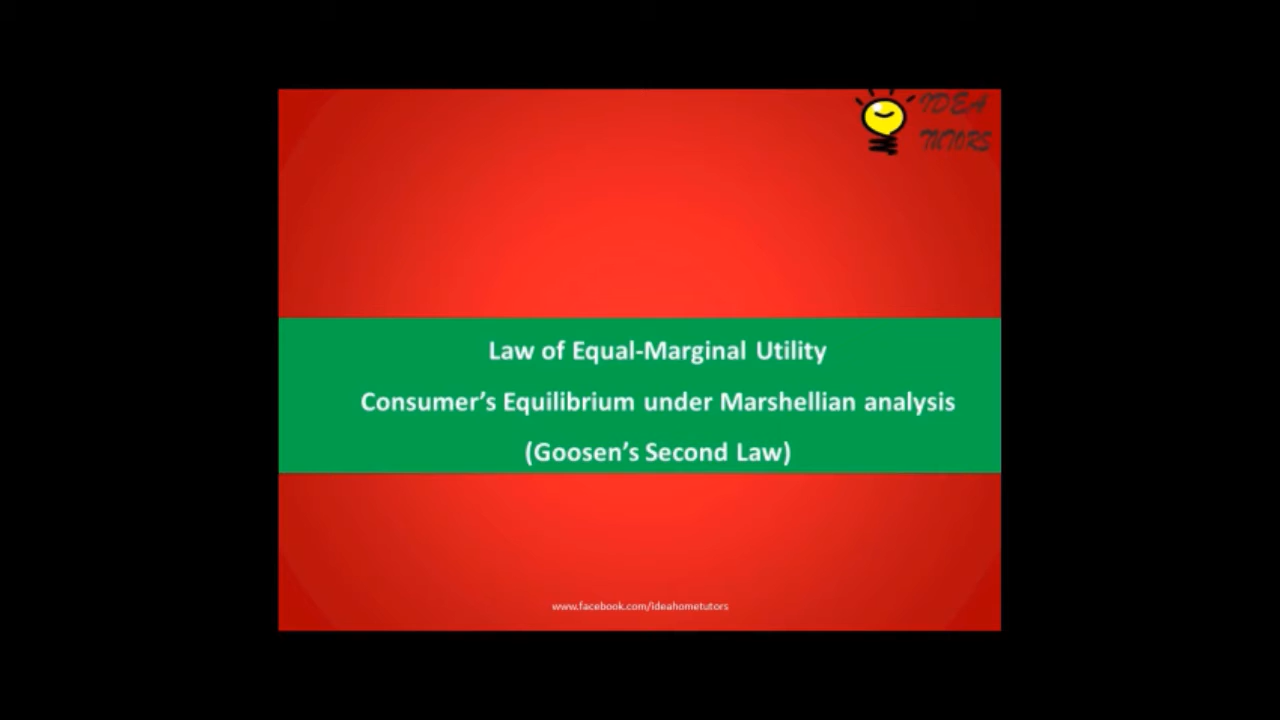 IDEA
TUTORS
Law of Equal-Marginal Utility
Consumer's Equilibrium under Marshellian analysis
(Goosen's Second Law)
www.facebook.com/ideahometutors